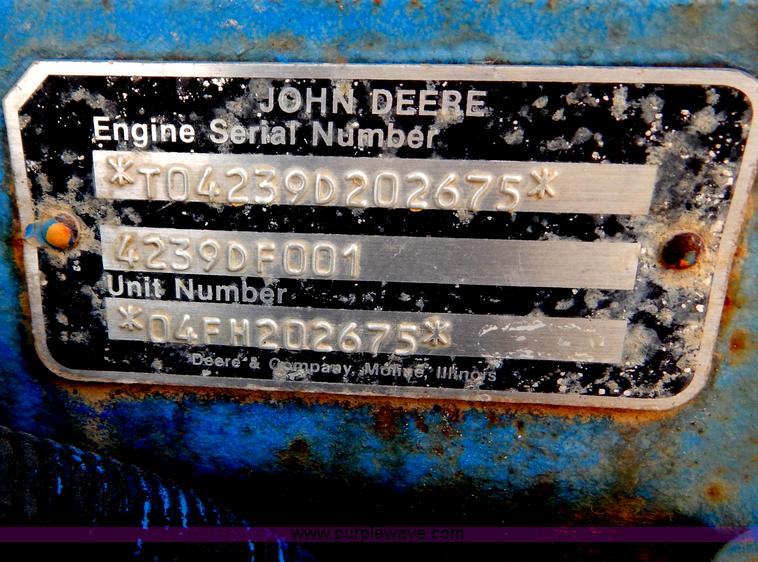 JOHN DEERE
Engine Serial Number
*T04239D202675*
4239DF001
Unit Number
*04FH202675*
Deere & Company, Moline Illinois
www.purplewave.com